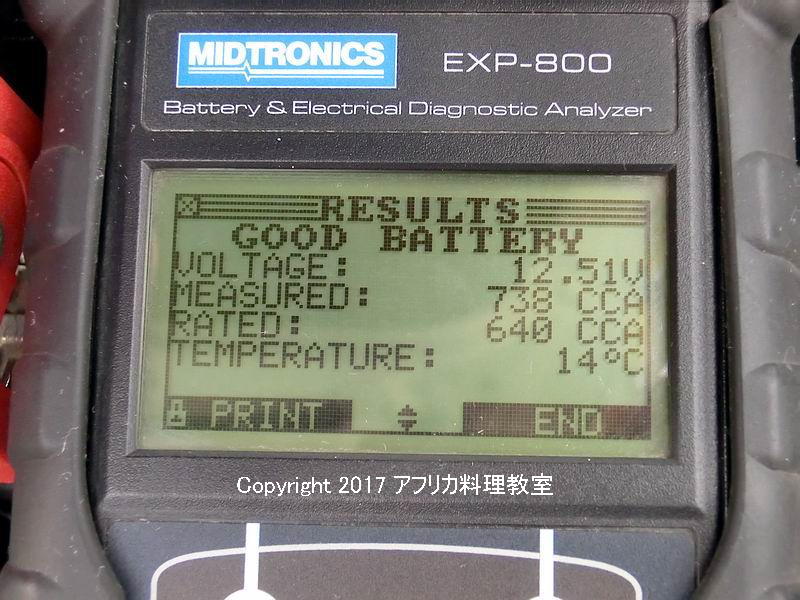 MIDTRONICS
EXP-800
Battery & Electrical Diagnostic Analyzer
RESULTS
GOOD BATTERY
VOLTAGE: 12.51V
MEASURED: 738 CCA
RATED: 640 CCA
TEMPERATURE: 14°C
PRINT END
Copyright 2017 アフリカ料理教室